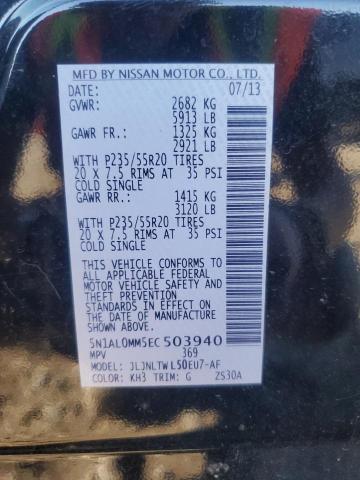 MFD BY NISSAN MOTOR CO., LTD.
DATE: 07/13
GVWR: 2682 KG
5913 LB
GAWR FR.: 1325 KG
2921 LB
WITH P235/55R20 TIRES
20 X 7.5 RIMS AT 35 PSI
COLD SINGLE
GAWR RR.: 1415 KG
3120 LB
WITH P235/55R20 TIRES
20 X 7.5 RIMS AT 35 PSI
COLD SINGLE
THIS VEHICLE CONFORMS TO
ALL APPLICABLE FEDERAL
MOTOR VEHICLE SAFETY AND
THEFT PREVENTION
STANDARDS IN EFFECT ON THE
DATE OF MANUFACTURE SHOWN
ABOVE.
5N1AL0MM5EC503940
MPV 369
MODEL: JLJNLTWL50EU7-AF
COLOR: KH3 TRIM: G ZS30A